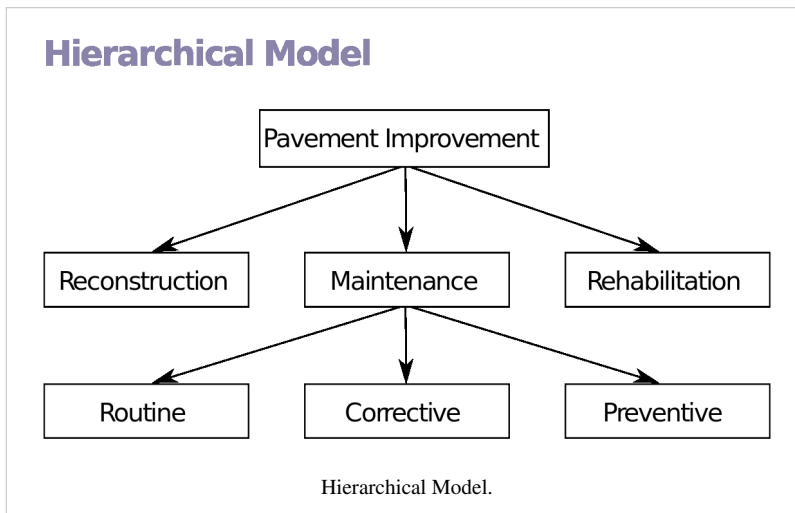 Hierarchical Model
Pavement Improvement
Reconstruction
Maintenance
Rehabilitation
Routine
Corrective
Preventive
Hierarchical Model.